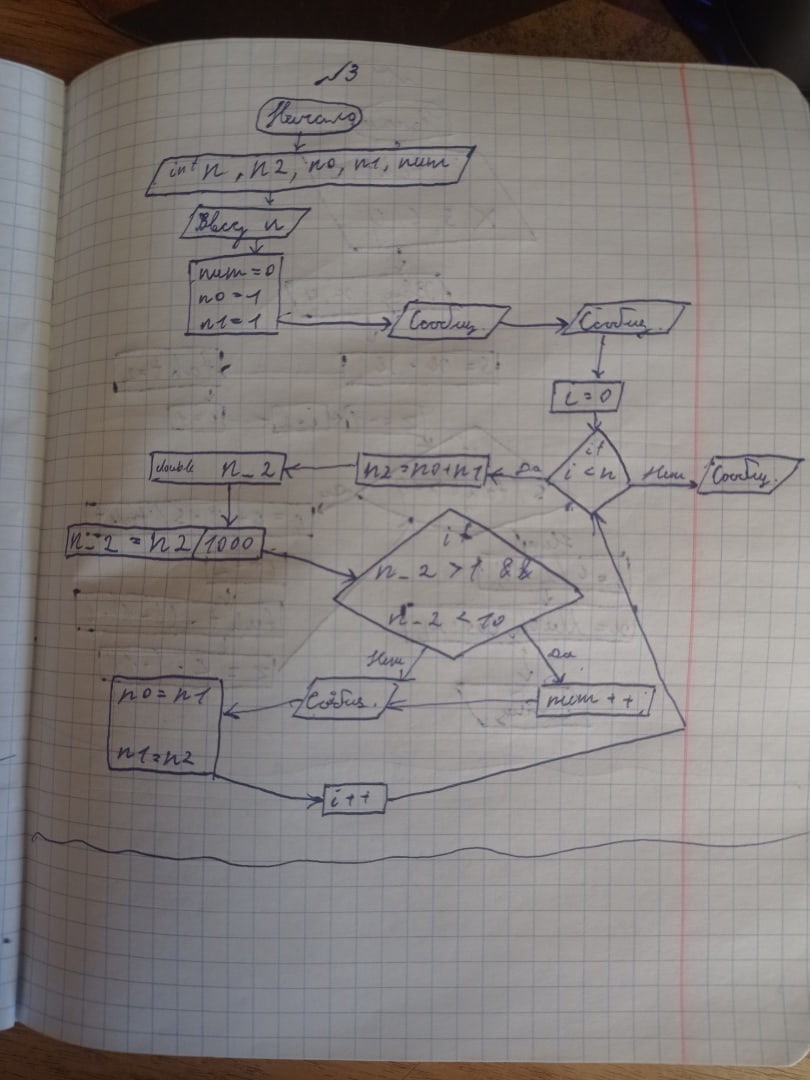 №3
Начало
int n, n2, n0, n1, num
Ввод n
num=0
n0=1
n1=1
Сообщ.
Сообщ.
i=0
if
i<n
Да
Нет
Сообщ.
n2=n0+n1
double n_2
n_2 = n2/1000
if
n_2 >1 &&
n_2 <10
Нет
Да
Сообщ.
num++
n0=n1
n1=n2
i++